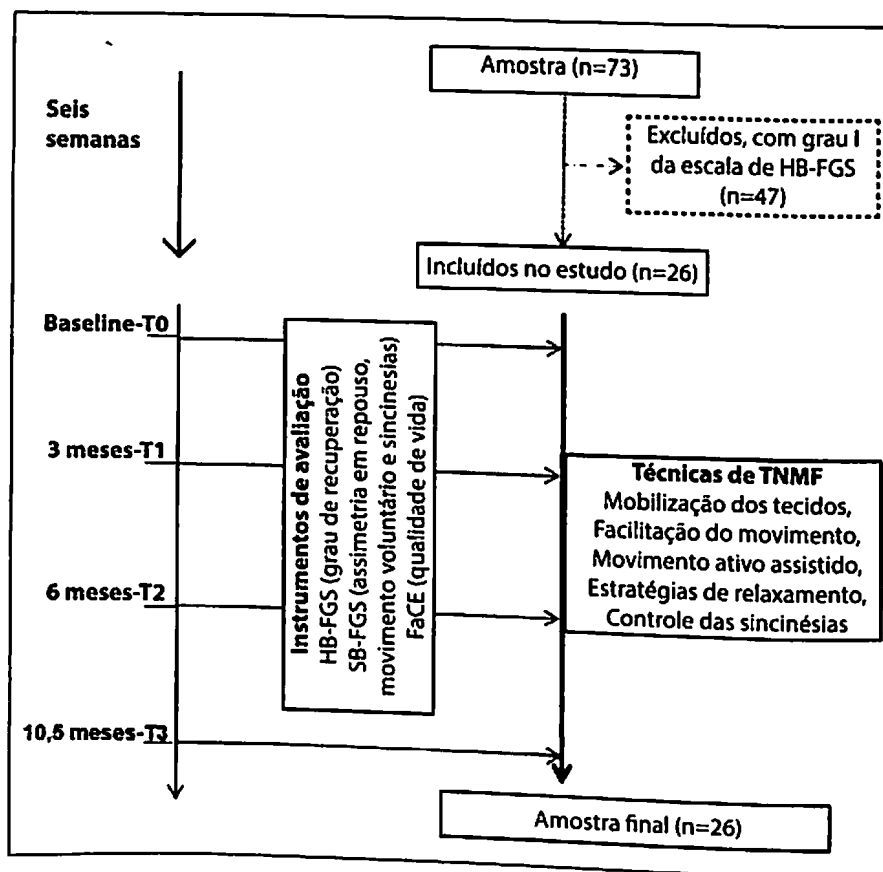 Amostra (n=73)
Seis
semanas
Excluídos, com grau I
da escala de HB-FGS
(n=47)
Incluídos no estudo (n=26)
Baseline-T0
3 meses-T1
6 meses-T2
10,5 meses-T3
Instrumentos de avaliação
HB-FGS (grau de recuperação)
SB-FGS (assimetria em repouso,
movimento voluntário e sincinesias)
FaCE (qualidade de vida)
Técnicas de TNMF
Mobilização dos tecidos,
Facilitação do movimento,
Movimento ativo assistido,
Estratégias de relaxamento,
Controle das sincinésias
Amostra final (n=26)